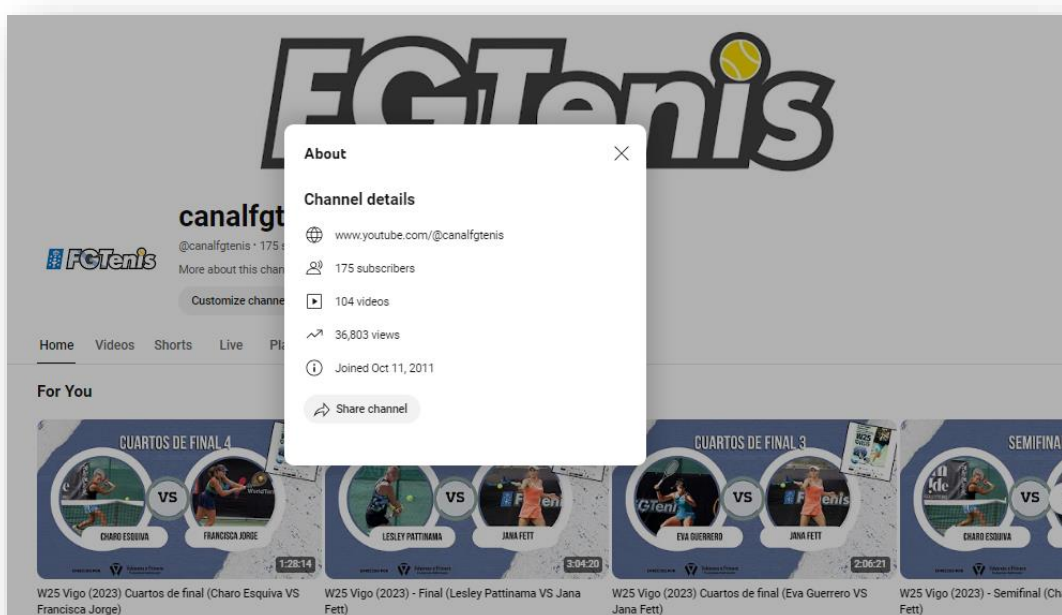 FGTenis
About
Channel details
www.youtube.com/@canalfgtenis
175 subscribers
104 videos
36,803 views
Joined Oct 11, 2011
Share channel
canalfgt
FGTenis
@canalfgtenis • 175
More about this chan
Customize channe
Home Videos Shorts Live
For You
CUARTOS DE FINAL 4
VS
CHARO ESQUIVA FRANCISCA JORGE
1:28:14
W25 Vigo (2023) Cuartos de final (Charo Esquiva VS
Francisca Jorge)
VS
LESLEY PATTINAMA JANA FETT
3:04:20
W25 Vigo (2023) - Final (Lesley Pattinama VS Jana
Fett)
CUARTOS DE FINAL 3
W25
VS
EVA GUERRERO JANA FETT
2:06:21
W25 Vigo (2023) Cuartos de final (Eva Guerrero VS
Jana Fett)
SEMIFINA
VS
CHARO ESQUIVA
W25 Vigo (2023) - Semifinal (Ch
Fett)